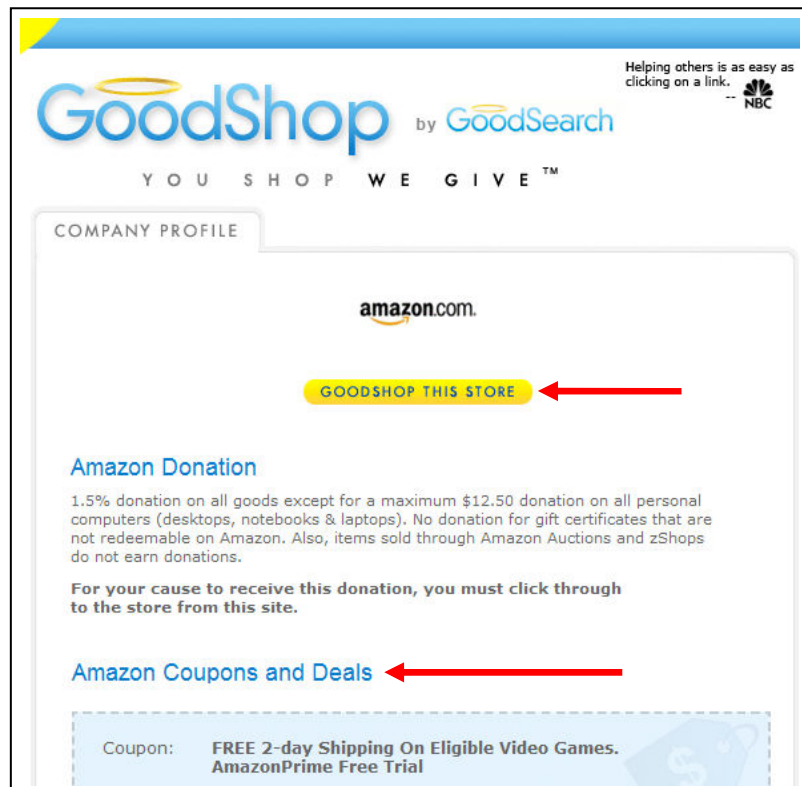 Helping others is as easy as
clicking on a link.
-- NBC
GoodShop by GoodSearch
YOU SHOP WE GIVE™
COMPANY PROFILE
amazon.com.
GOODSHOP THIS STORE
Amazon Donation
1.5% donation on all goods except for a maximum $12.50 donation on all personal
computers (desktops, notebooks & laptops). No donation for gift certificates that are
not redeemable on Amazon. Also, items sold through Amazon Auctions and zShops
do not earn donations.
For your cause to receive this donation, you must click through
to the store from this site.
Amazon Coupons and Deals
Coupon: FREE 2-day Shipping On Eligible Video Games.
AmazonPrime Free Trial
$